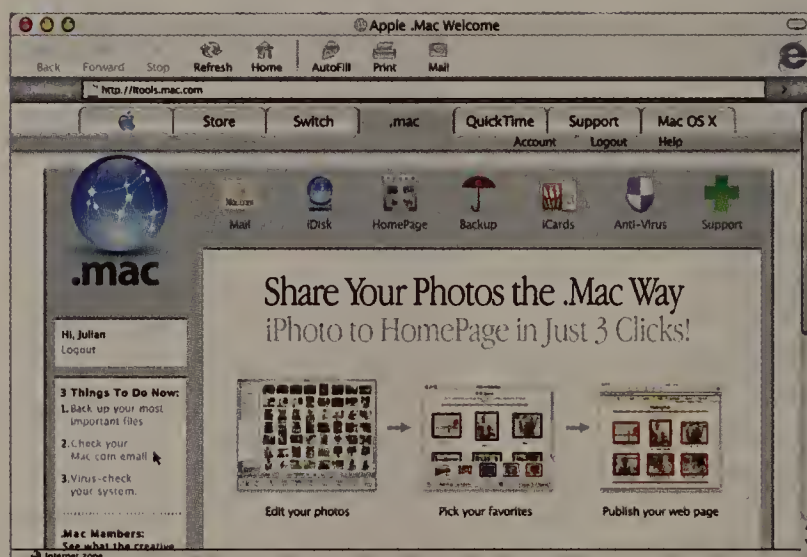 Apple .Mac Welcome
Back Forward Stop Refresh Home AutoFill Print Mail
http://itools.mac.com
Store Switch .mac QuickTime Support Mac OS X
Account Logout Help
Mac.com
Mail iDisk HomePage Backup iCards Anti-Virus Support
.mac
Share Your Photos the .Mac Way
iPhoto to HomePage in Just 3 Clicks!
Hi, Julian
Logout
3 Things To Do Now:
1. Back up your most
important files
2. Check your
Mac.com email
3. Virus-check
your system.
Edit your photos Pick your favorites Publish your web page
.Mac Members:
See what the creative
Internet zone